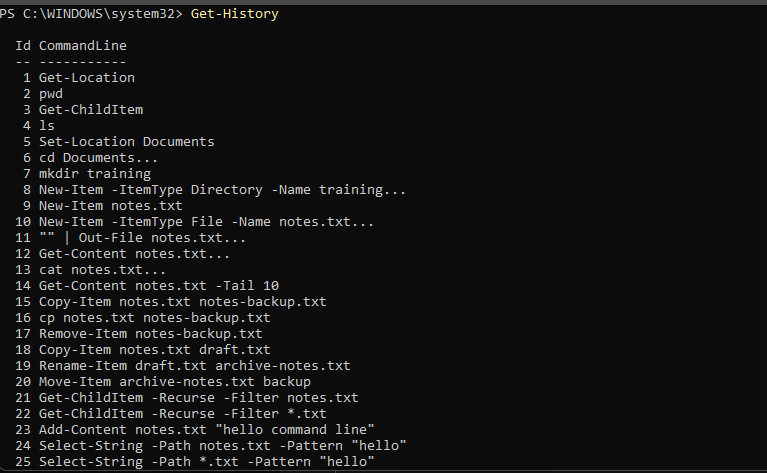 PS C:\WINDOWS\system32> Get-History
Id CommandLine
-- -----------
1 Get-Location
2 pwd
3 Get-ChildItem
4 ls
5 Set-Location Documents
6 cd Documents...
7 mkdir training
8 New-Item -ItemType Directory -Name training...
9 New-Item notes.txt
10 New-Item -ItemType File -Name notes.txt...
11 "" | Out-File notes.txt...
12 Get-Content notes.txt...
13 cat notes.txt...
14 Get-Content notes.txt -Tail 10
15 Copy-Item notes.txt notes-backup.txt
16 cp notes.txt notes-backup.txt
17 Remove-Item notes-backup.txt
18 Copy-Item notes.txt draft.txt
19 Rename-Item draft.txt archive-notes.txt
20 Move-Item archive-notes.txt backup
21 Get-ChildItem -Recurse -Filter notes.txt
22 Get-ChildItem -Recurse -Filter *.txt
23 Add-Content notes.txt "hello command line"
24 Select-String -Path notes.txt -Pattern "hello"
25 Select-String -Path *.txt -Pattern "hello"